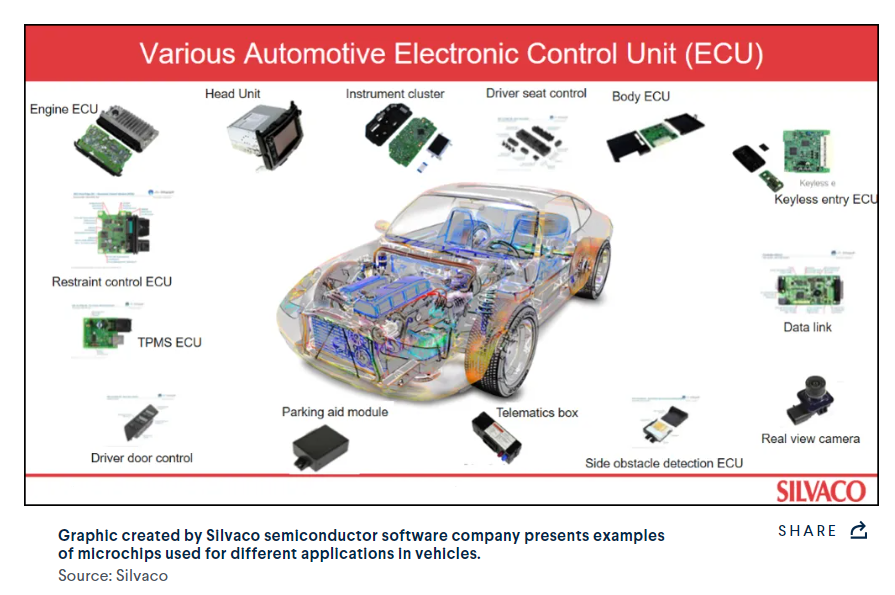 Various Automotive Electronic Control Unit (ECU)
Engine ECU
Head Unit
Instrument cluster
Driver seat control
Body ECU
Keyless e
Keyless entry ECU
Restraint control ECU
TPMS ECU
Data link
Driver door control
Parking aid module
Telematics box
Side obstacle detection ECU
Real view camera
SILVACO
Graphic created by Silvaco semiconductor software company presents examples
of microchips used for different applications in vehicles.
Source: Silvaco
SHARE